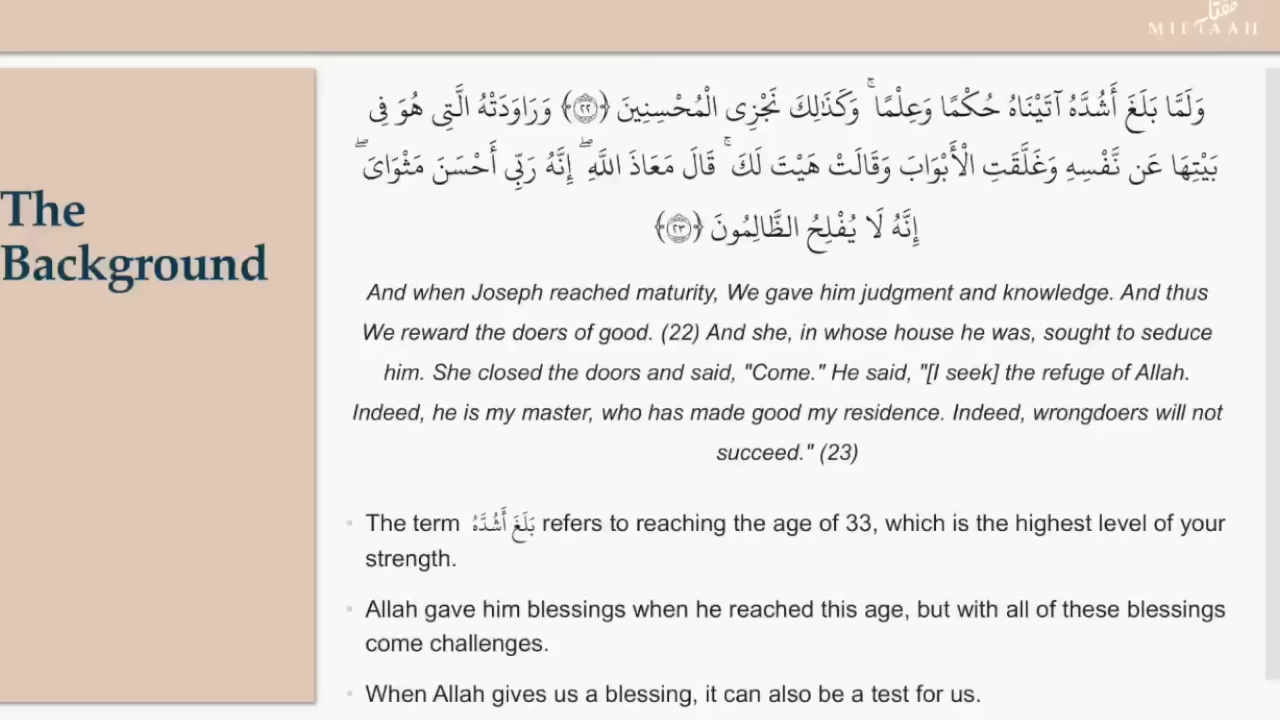 مفتاح
MIFTAAH
The
Background
وَلَمَّا بَلَغَ أَشُدَّهُ آتَيْنَاهُ حُكْمًا وَعِلْمًا ۚ وَكَذَٰلِكَ نَجْزِى الْمُحْسِنِينَ ﴿٢٢﴾ وَرَاوَدَتْهُ الَّتِى هُوَ فِى
بَيْتِهَا عَن نَّفْسِهِ وَغَلَّقَتِ الْأَبْوَابَ وَقَالَتْ هَيْتَ لَكَ ۚ قَالَ مَعَاذَ اللَّهِ ۖ إِنَّهُ رَبِّى أَحْسَنَ مَثْوَاىَ ۖ
إِنَّهُ لَا يُفْلِحُ الظَّالِمُونَ ﴿٢٣﴾
And when Joseph reached maturity, We gave him judgment and knowledge. And thus
We reward the doers of good. (22) And she, in whose house he was, sought to seduce
him. She closed the doors and said, "Come." He said, "[I seek] the refuge of Allah.
Indeed, he is my master, who has made good my residence. Indeed, wrongdoers will not
succeed." (23)
The term بَلَغَ أَشُدَّهُ refers to reaching the age of 33, which is the highest level of your
strength.
Allah gave him blessings when he reached this age, but with all of these blessings
come challenges.
When Allah gives us a blessing, it can also be a test for us.